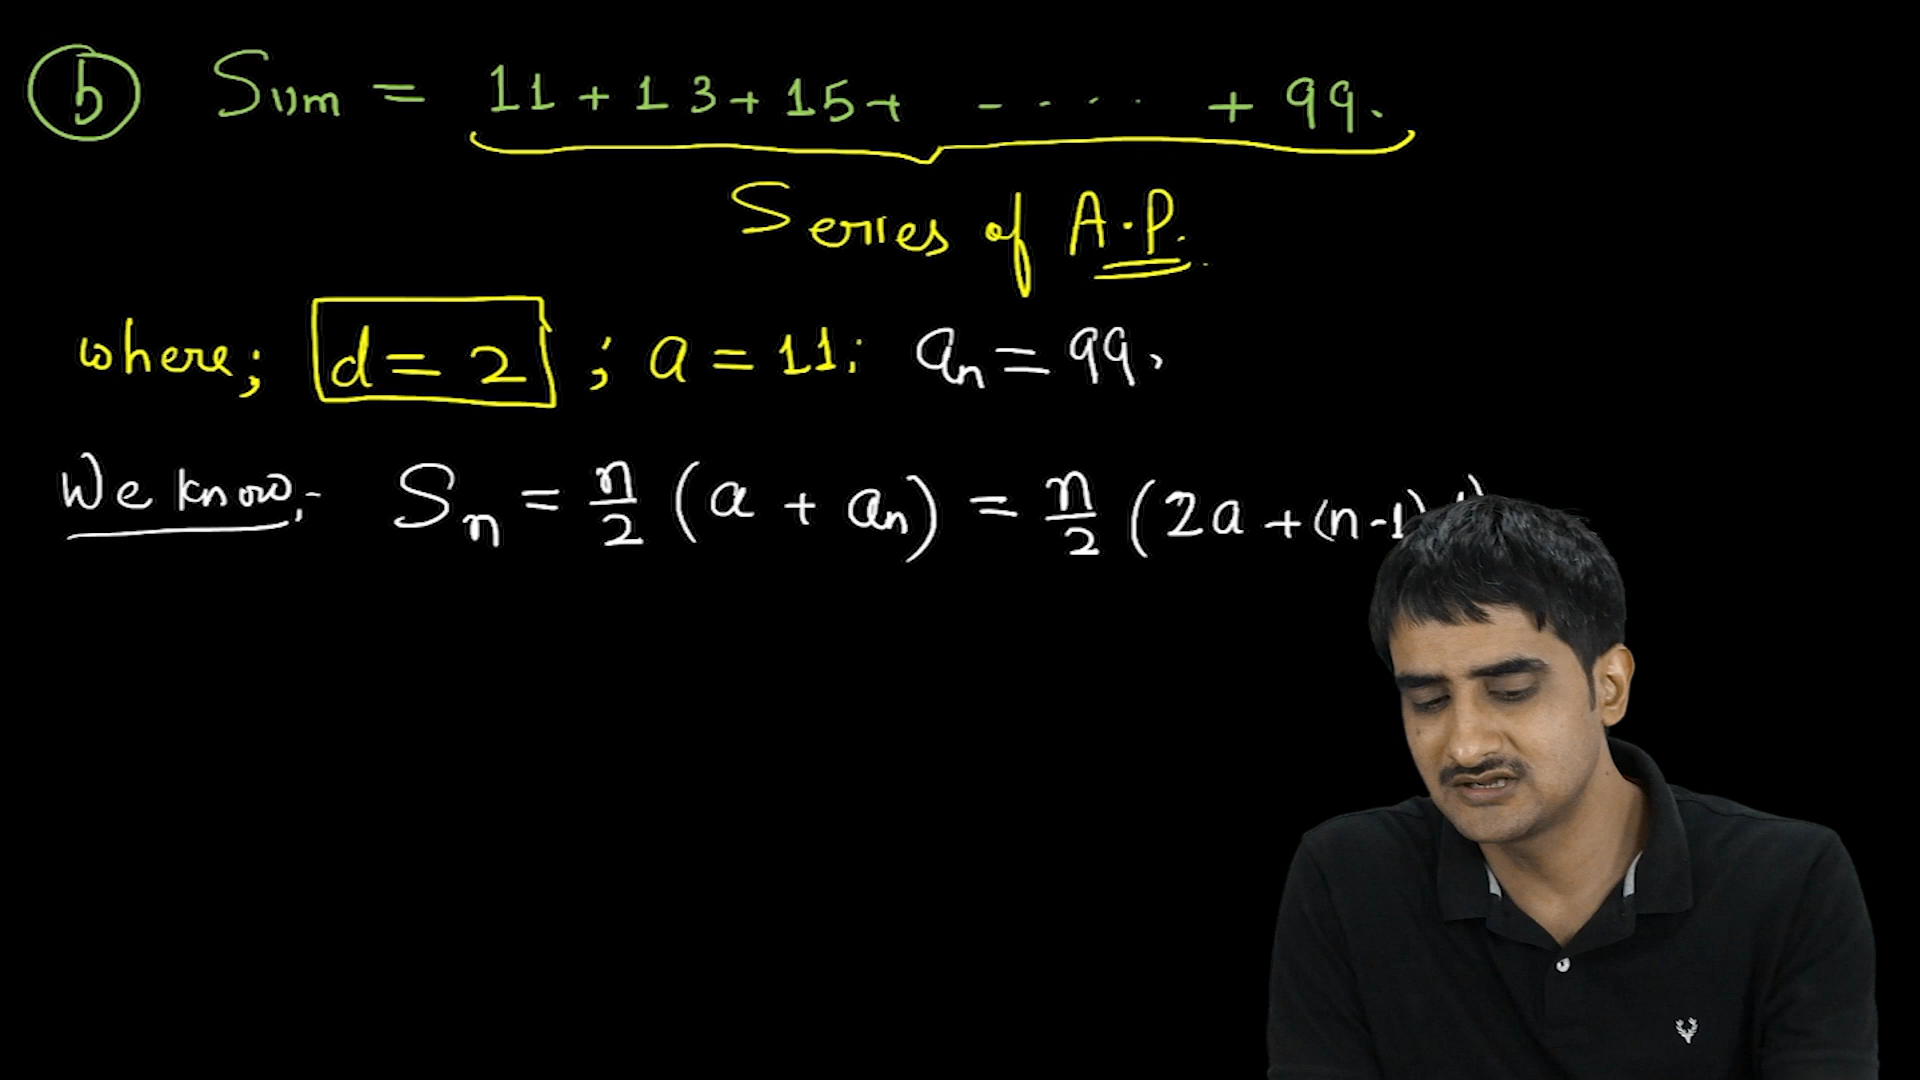 b Sum = 11 + 13 + 15 + - - - - - + 99.
Series of A.P.
where; d = 2 ; a = 11; an = 99,
We know:- Sn = n/2 (a + an) = n/2 (2a + (n-1)